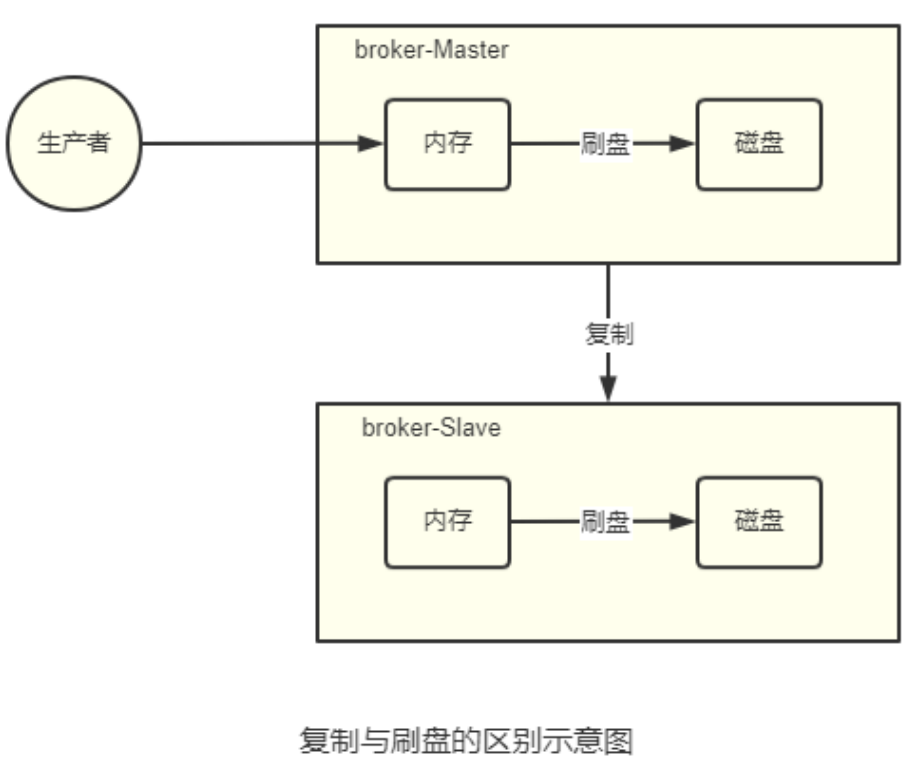 broker-Master
生产者
内存
刷盘
磁盘
复制
broker-Slave
内存
刷盘
磁盘
复制与刷盘的区别示意图